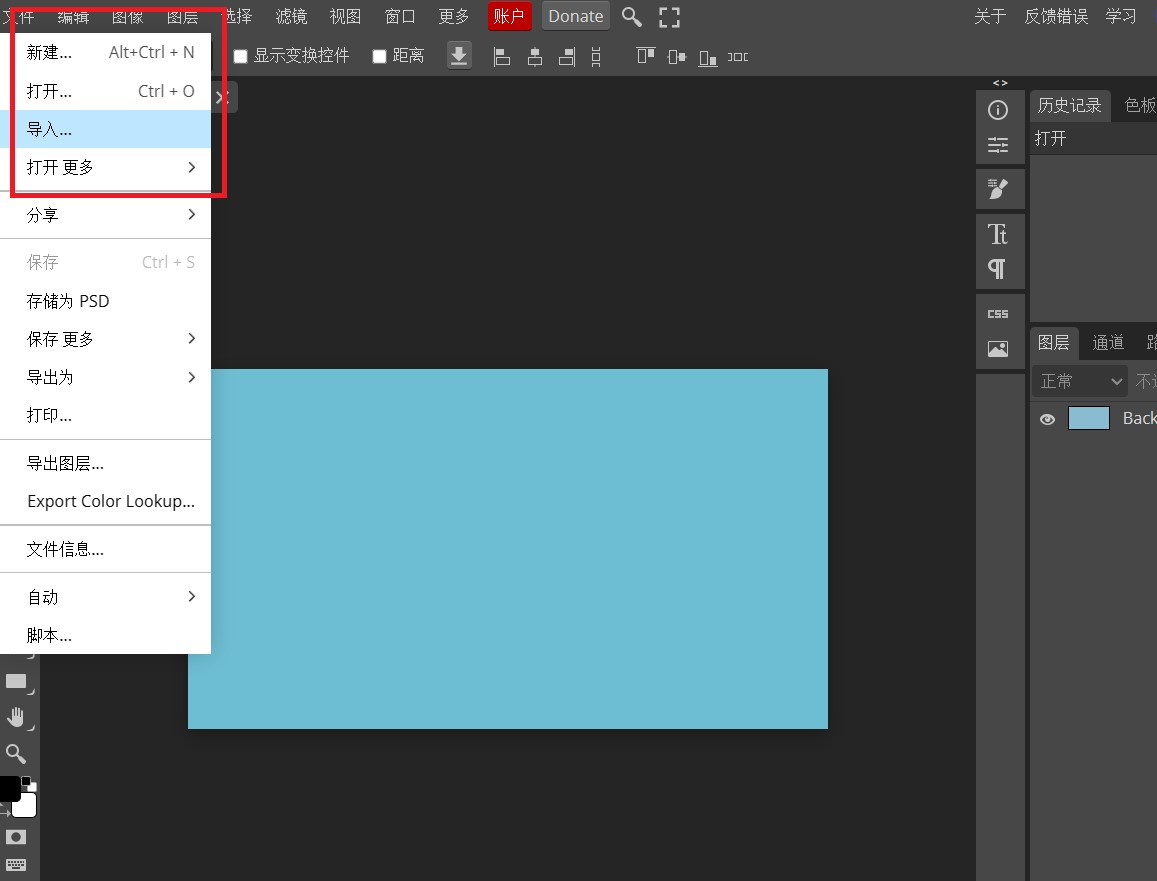 文件 编辑 图像 图层 选择 滤镜 视图 窗口 更多 账户 Donate 关于 反馈错误 学习
显示变换控件 距离
新建... Alt+Ctrl + N
打开... Ctrl + O
导入...
打开 更多
分享
保存 Ctrl + S
存储为 PSD
保存 更多
导出为
打印...
导出图层...
Export Color Lookup...
文件信息...
自动
脚本...
<>
历史记录 色板
打开
CSS
图层 通道 路
正常 不透
Back